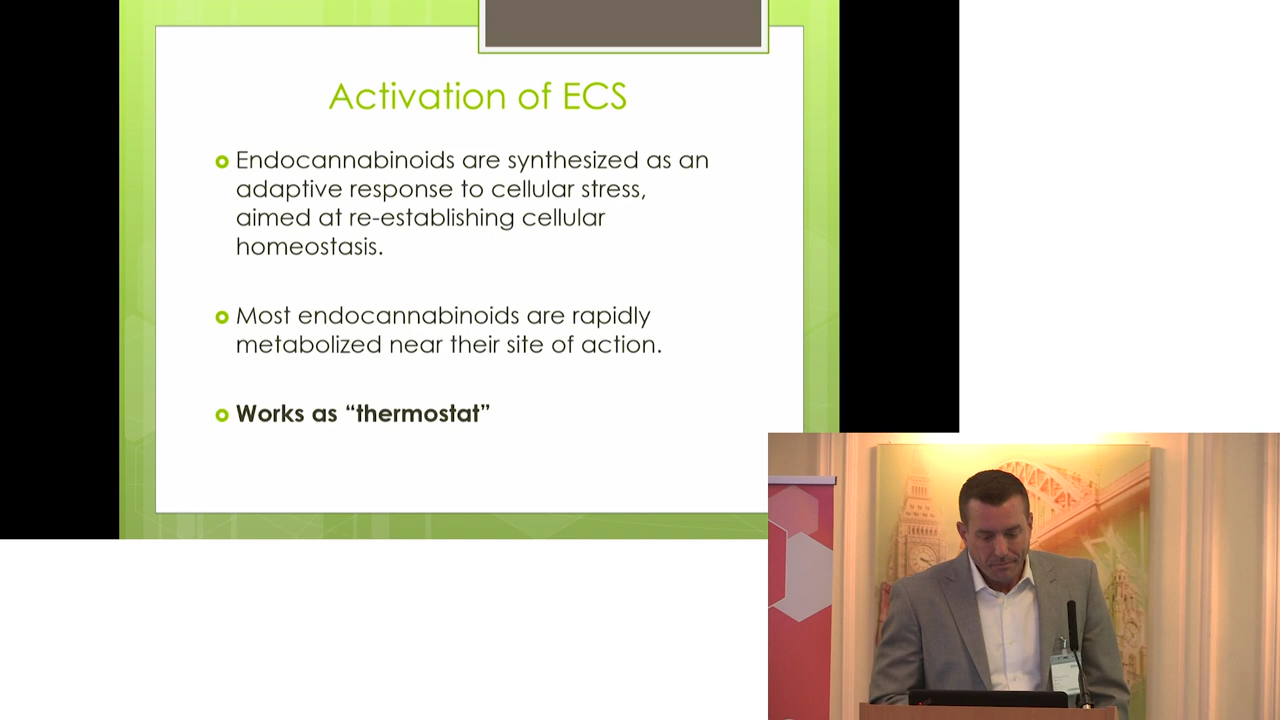 Activation of ECS
Endocannabinoids are synthesized as an
adaptive response to cellular stress,
aimed at re-establishing cellular
homeostasis.
Most endocannabinoids are rapidly
metabolized near their site of action.
Works as “thermostat”